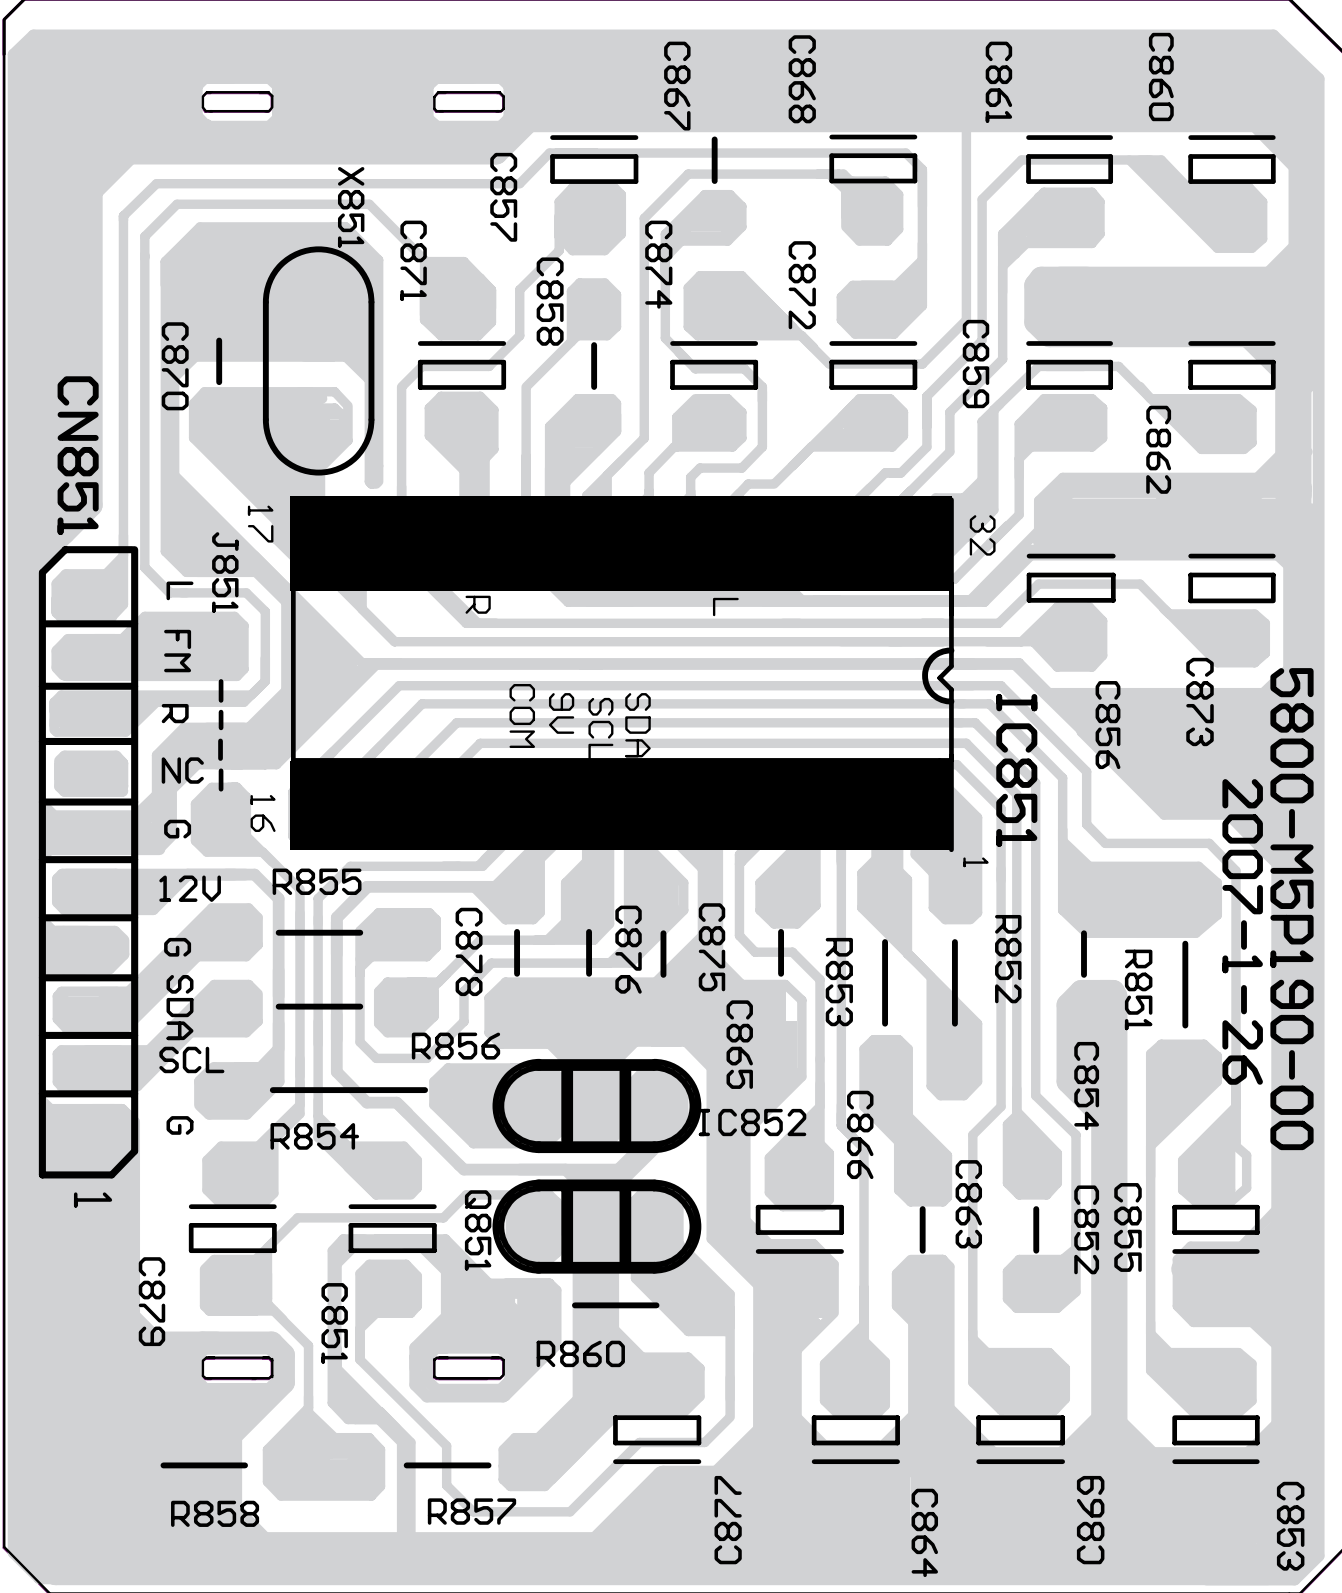 C867
C868
C861
C860
X851
C857
C871
C858
C874
C872
C870
C859
CN851
C862
17
32
J851
L
R
L
FM
R
NC
G
12V
G
SDA
SCL
G
1
COM
9V
SCL
SDA
IC851
C856
C873
5800-M5P190-00
2007-1-26
16
1
R855
C878
C876
C875
R853
R852
R851
C865
R856
C854
IC852
C866
R854
C863
C852
C855
Q851
C879
C851
R860
R858
R857
C877
C864
C869
C853